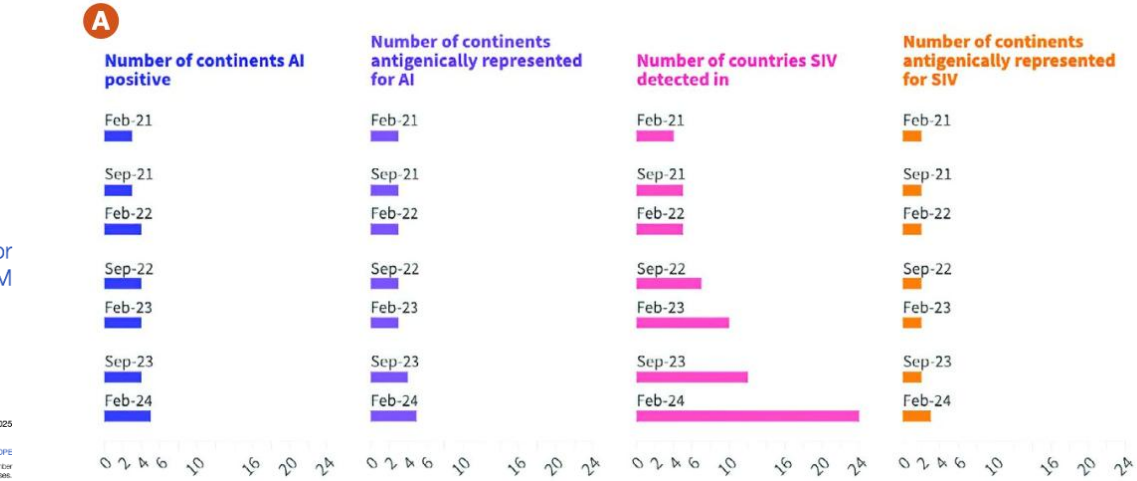 A
Number of continents AI
positive
Feb-21
Sep-21
Feb-22
Sep-22
Feb-23
Sep-23
Feb-24
0 2 4 6 10 16 20 24
Number of continents
antigenically represented
for AI
Feb-21
Sep-21
Feb-22
Sep-22
Feb-23
Sep-23
Feb-24
0 2 4 6 10 16 20 24
Number of countries SIV
detected in
Feb-21
Sep-21
Feb-22
Sep-22
Feb-23
Sep-23
Feb-24
0 2 4 6 10 16 20 24
Number of continents
antigenically represented
for SIV
Feb-21
Sep-21
Feb-22
Sep-22
Feb-23
Sep-23
Feb-24
0 2 4 6 10 16 20 24